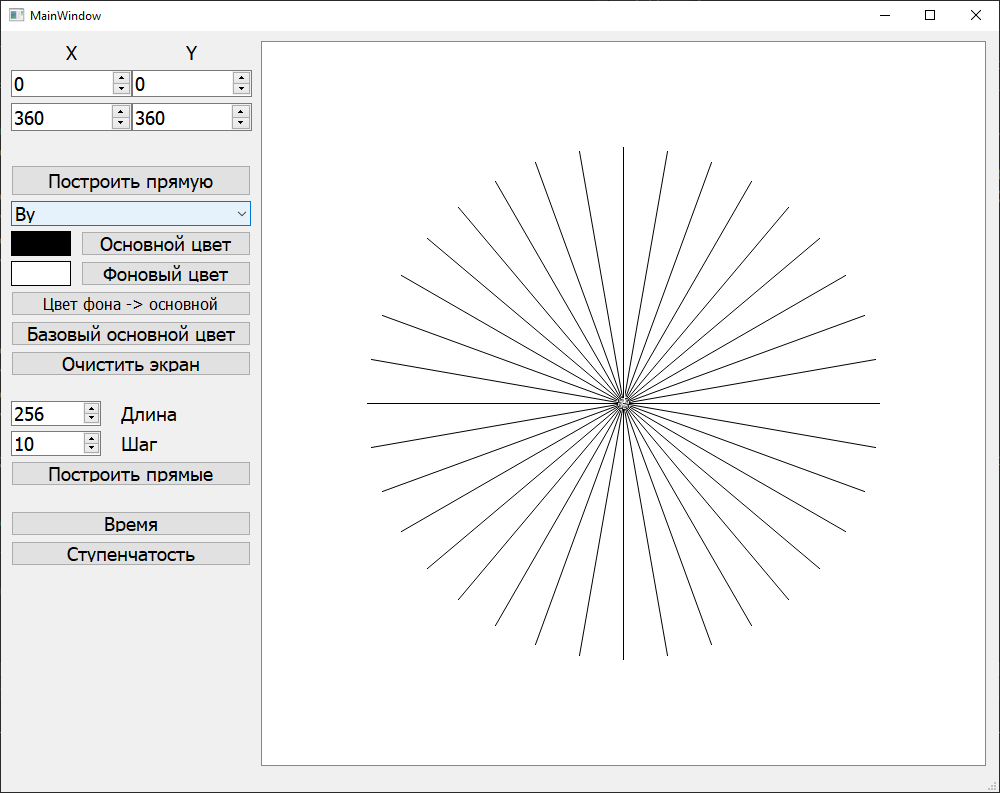 MainWindow
X Y
0 0
360 360
Построить прямую
Ву
Основной цвет
Фоновый цвет
Цвет фона -> основной
Базовый основной цвет
Очистить экран
256 Длина
10 Шаг
Построить прямые
Время
Ступенчатость